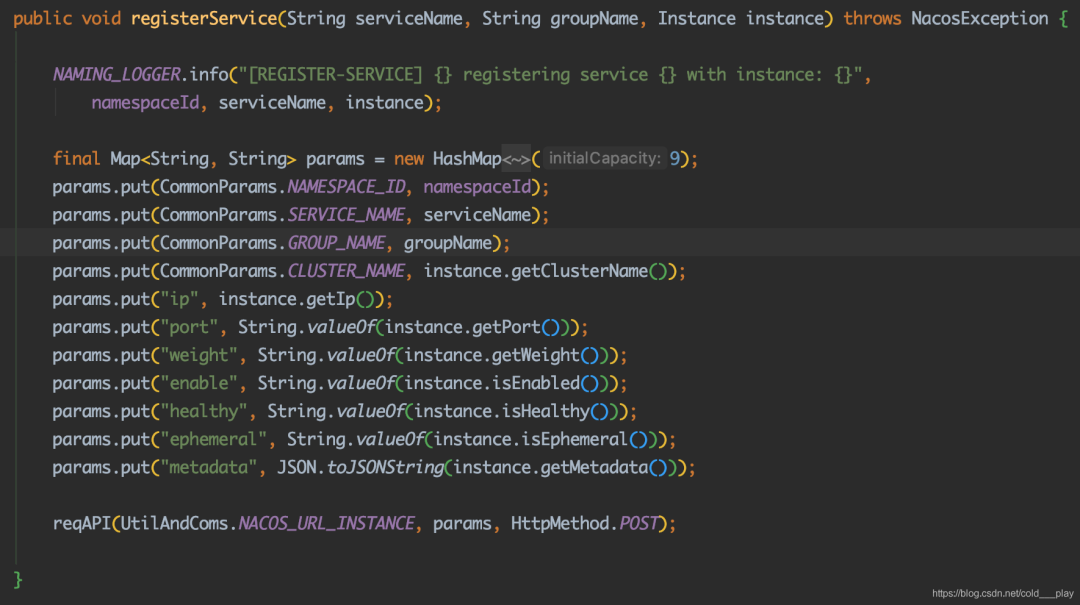 public void registerService(String serviceName, String groupName, Instance instance) throws NacosException {
NAMING_LOGGER.info("[REGISTER-SERVICE] {} registering service {} with instance: {}",
namespaceId, serviceName, instance);
final Map<String, String> params = new HashMap<~>( initialCapacity: 9);
params.put(CommonParams.NAMESPACE_ID, namespaceId);
params.put(CommonParams.SERVICE_NAME, serviceName);
params.put(CommonParams.GROUP_NAME, groupName);
params.put(CommonParams.CLUSTER_NAME, instance.getClusterName());
params.put("ip", instance.getIp());
params.put("port", String.valueOf(instance.getPort()));
params.put("weight", String.valueOf(instance.getWeight()));
params.put("enable", String.valueOf(instance.isEnabled()));
params.put("healthy", String.valueOf(instance.isHealthy()));
params.put("ephemeral", String.valueOf(instance.isEphemeral()));
params.put("metadata", JSON.toJSONString(instance.getMetadata()));
reqAPI(UtilAndComs.NACOS_URL_INSTANCE, params, HttpMethod.POST);
}
https://blog.csdn.net/cold___play